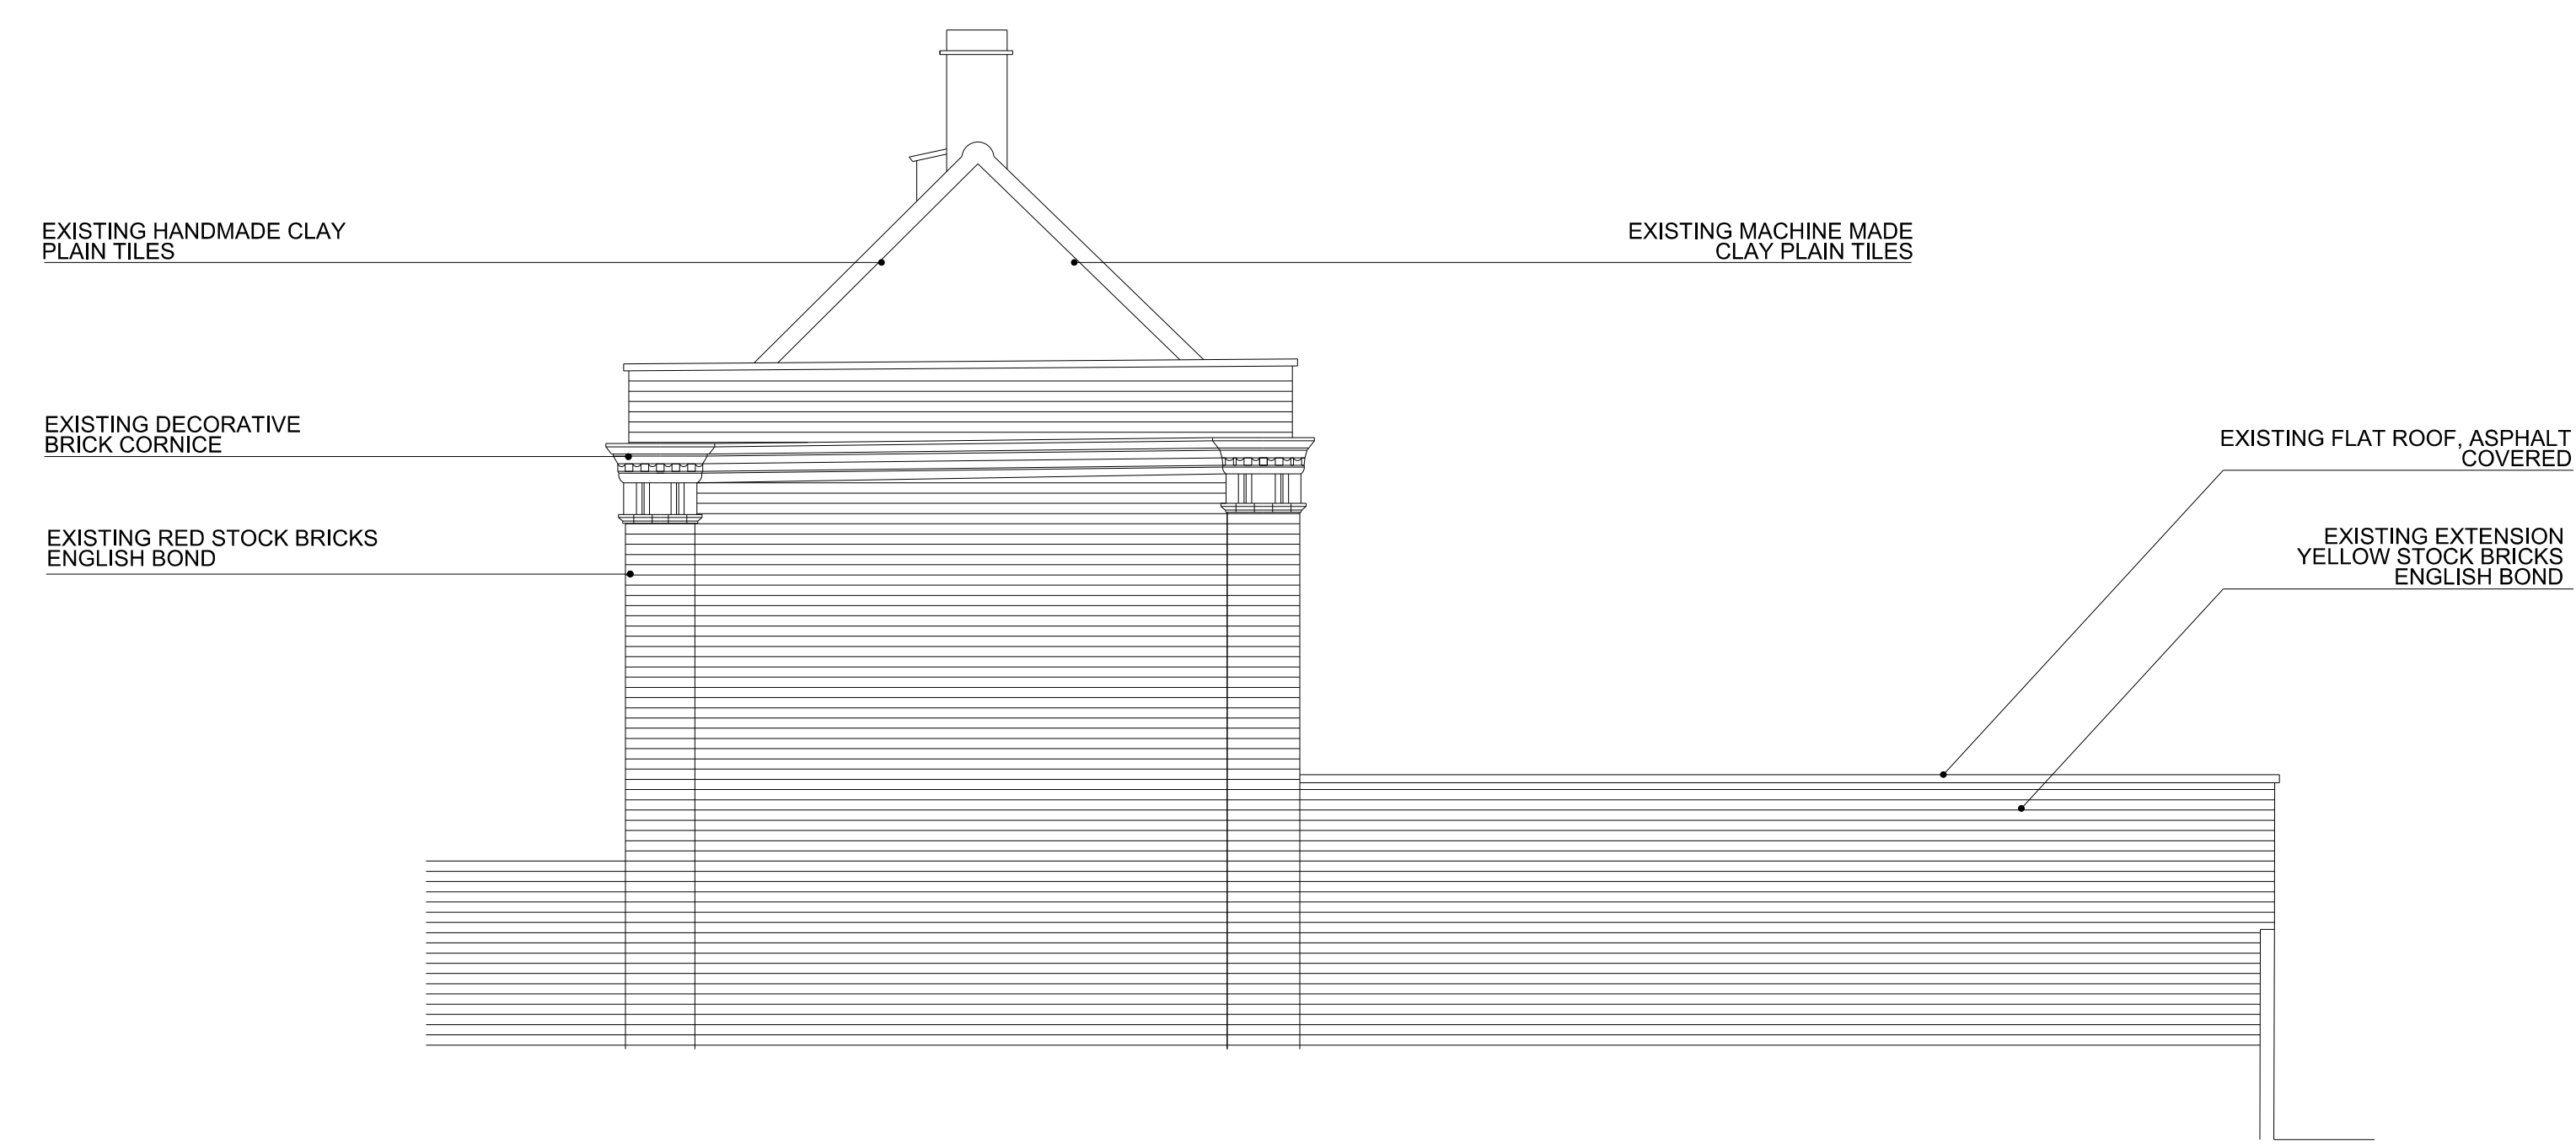 EXISTING HANDMADE CLAY
PLAIN TILES
EXISTING MACHINE MADE
CLAY PLAIN TILES
EXISTING DECORATIVE
BRICK CORNICE
EXISTING FLAT ROOF, ASPHALT
COVERED
EXISTING RED STOCK BRICKS
ENGLISH BOND
EXISTING EXTENSION
YELLOW STOCK BRICKS
ENGLISH BOND